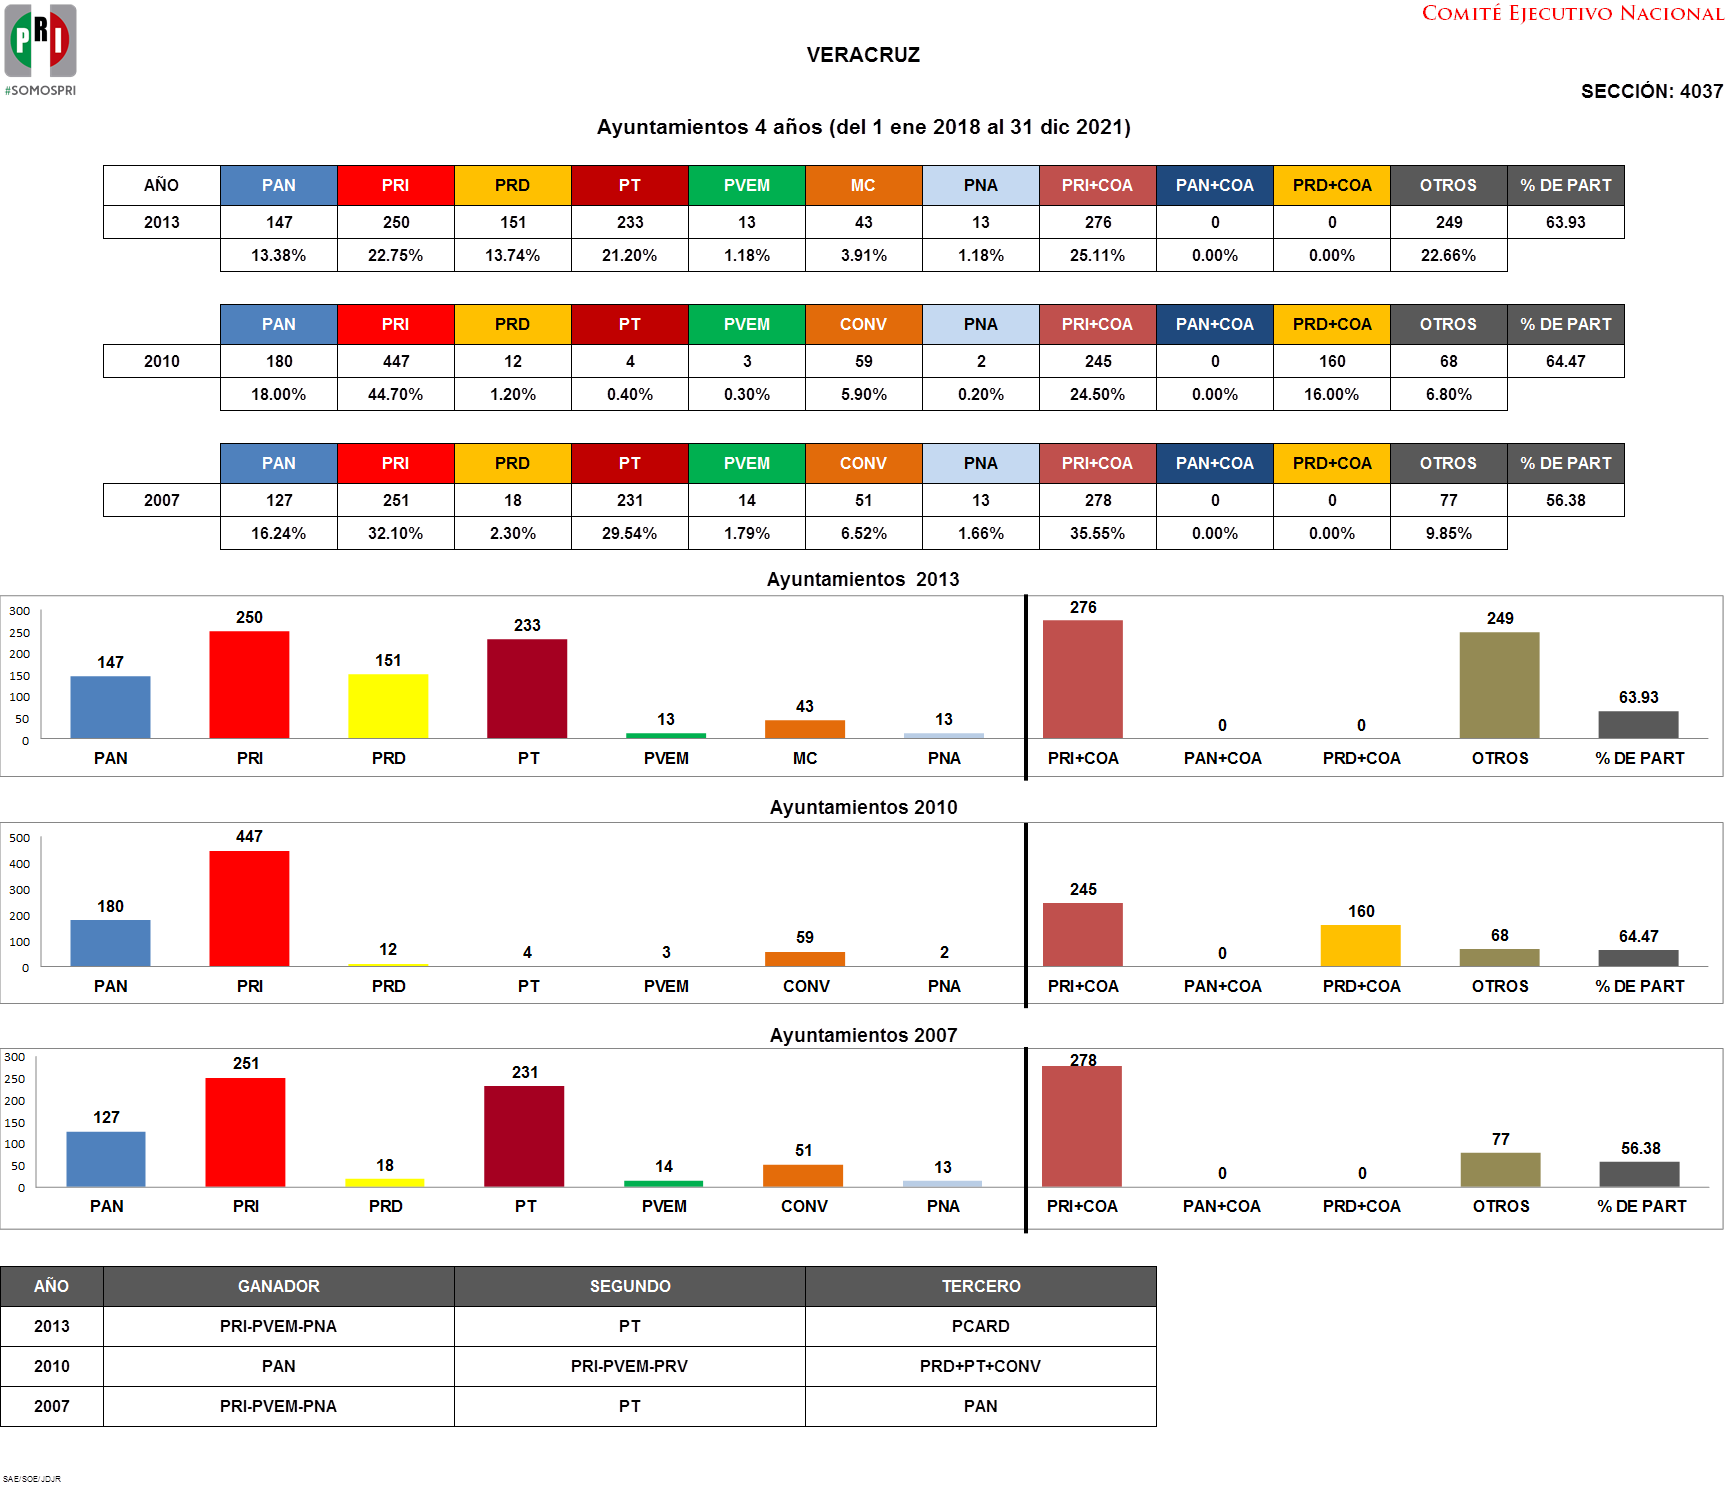 PRI
#SOMOSPRI
COMITÉ EJECUTIVO NACIONAL
VERACRUZ
SECCIÓN: 4037
Ayuntamientos 4 años (del 1 ene 2018 al 31 dic 2021)
AÑO PAN PRI PRD PT PVEM MC PNA PRI+COA PAN+COA PRD+COA OTROS % DE PART
2013 147 250 151 233 13 43 13 276 0 0 249 63.93
13.38% 22.75% 13.74% 21.20% 1.18% 3.91% 1.18% 25.11% 0.00% 0.00% 22.66%
PAN PRI PRD PT PVEM CONV PNA PRI+COA PAN+COA PRD+COA OTROS % DE PART
2010 180 447 12 4 3 59 2 245 0 160 68 64.47
18.00% 44.70% 1.20% 0.40% 0.30% 5.90% 0.20% 24.50% 0.00% 16.00% 6.80%
PAN PRI PRD PT PVEM CONV PNA PRI+COA PAN+COA PRD+COA OTROS % DE PART
2007 127 251 18 231 14 51 13 278 0 0 77 56.38
16.24% 32.10% 2.30% 29.54% 1.79% 6.52% 1.66% 35.55% 0.00% 0.00% 9.85%
Ayuntamientos 2013
300
250
200
150
100
50
0
147 250 151 233 13 43 13 276 0 0 249 63.93
PAN PRI PRD PT PVEM MC PNA PRI+COA PAN+COA PRD+COA OTROS % DE PART
Ayuntamientos 2010
500
400
300
200
100
0
180 447 12 4 3 59 2 245 0 160 68 64.47
PAN PRI PRD PT PVEM CONV PNA PRI+COA PAN+COA PRD+COA OTROS % DE PART
Ayuntamientos 2007
300
250
200
150
100
50
0
127 251 18 231 14 51 13 278 0 0 77 56.38
PAN PRI PRD PT PVEM CONV PNA PRI+COA PAN+COA PRD+COA OTROS % DE PART
AÑO GANADOR SEGUNDO TERCERO
2013 PRI-PVEM-PNA PT PCARD
2010 PAN PRI-PVEM-PRV PRD+PT+CONV
2007 PRI-PVEM-PNA PT PAN
SAE/SOE/JDJR